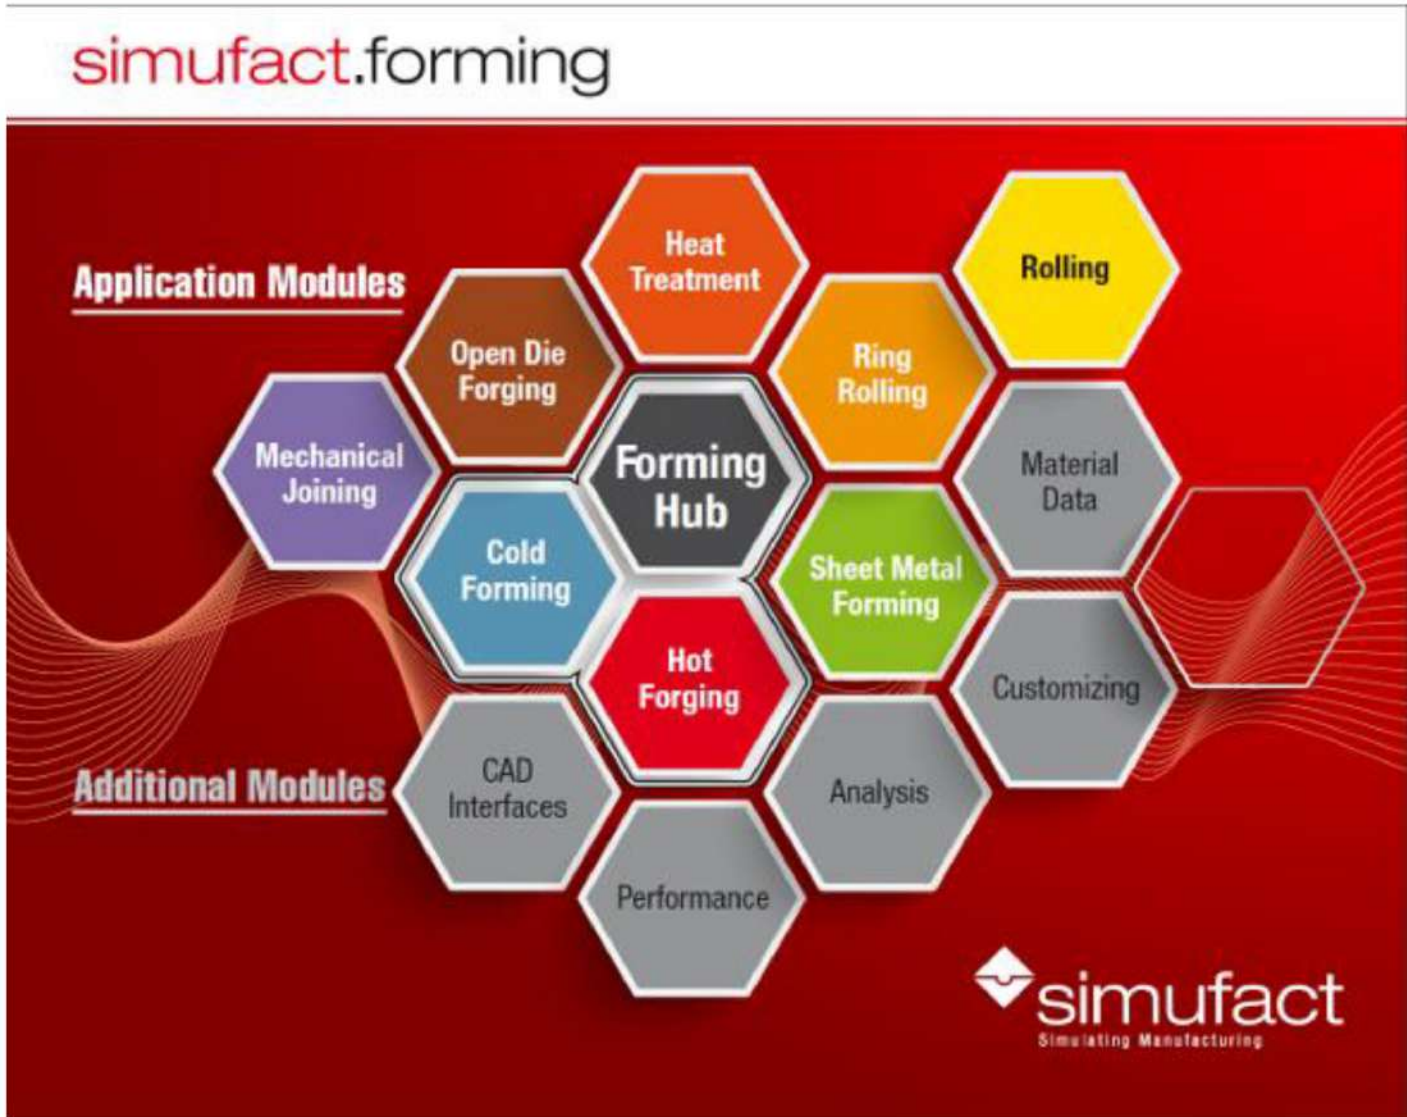 simufact.forming
Application Modules
Heat
Treatment
Rolling
Open Die
Forging
Ring
Rolling
Mechanical
Joining
Forming
Hub
Material
Data
Cold
Forming
Sheet Metal
Forming
Hot
Forging
Customizing
Additional Modules
CAD
Interfaces
Analysis
Performance
simufact
Simulating Manufacturing